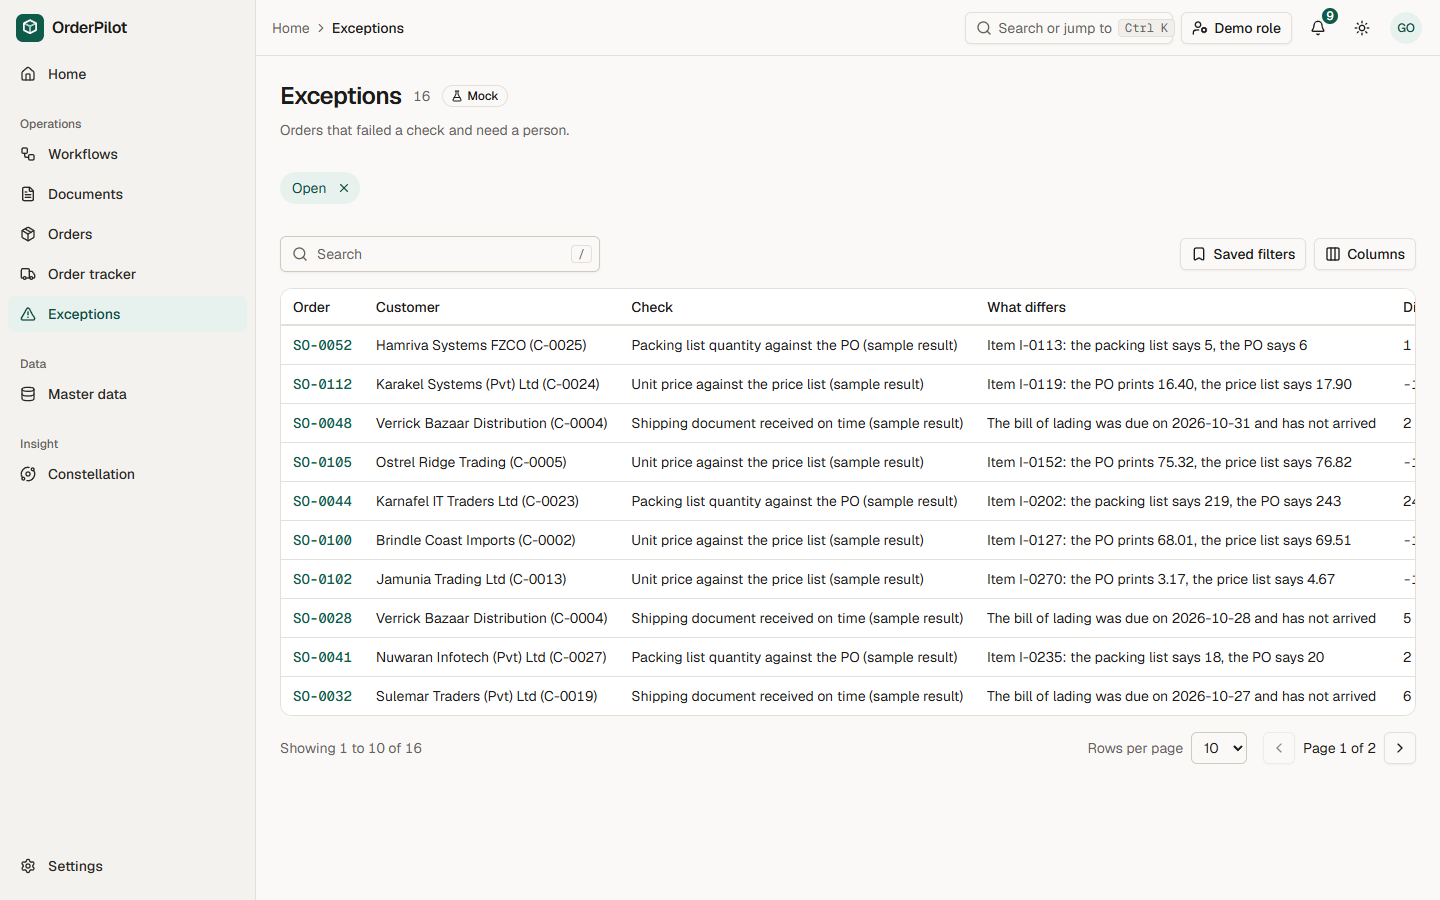 OrderPilot
Home
Operations
Workflows
Documents
Orders
Order tracker
Exceptions
Data
Master data
Insight
Constellation
Settings
Home > Exceptions
Search or jump to Ctrl K
Demo role
9
GO
Exceptions 16 Mock
Orders that failed a check and need a person.
Open
Search /
Saved filters
Columns
Order Customer Check What differs
SO-0052 Hamriva Systems FZCO (C-0025) Packing list quantity against the PO (sample result) Item I-0113: the packing list says 5, the PO says 6 1
SO-0112 Karakel Systems (Pvt) Ltd (C-0024) Unit price against the price list (sample result) Item I-0119: the PO prints 16.40, the price list says 17.90
SO-0048 Verrick Bazaar Distribution (C-0004) Shipping document received on time (sample result) The bill of lading was due on 2026-10-31 and has not arrived 2
SO-0105 Ostrel Ridge Trading (C-0005) Unit price against the price list (sample result) Item I-0152: the PO prints 75.32, the price list says 76.82
SO-0044 Karnafel IT Traders Ltd (C-0023) Packing list quantity against the PO (sample result) Item I-0202: the packing list says 219, the PO says 243 24
SO-0100 Brindle Coast Imports (C-0002) Unit price against the price list (sample result) Item I-0127: the PO prints 68.01, the price list says 69.51
SO-0102 Jamunia Trading Ltd (C-0013) Unit price against the price list (sample result) Item I-0270: the PO prints 3.17, the price list says 4.67
SO-0028 Verrick Bazaar Distribution (C-0004) Shipping document received on time (sample result) The bill of lading was due on 2026-10-28 and has not arrived 5
SO-0041 Nuwaran Infotech (Pvt) Ltd (C-0027) Packing list quantity against the PO (sample result) Item I-0235: the packing list says 18, the PO says 20 2
SO-0032 Sulemar Traders (Pvt) Ltd (C-0019) Shipping document received on time (sample result) The bill of lading was due on 2026-10-27 and has not arrived 6
Showing 1 to 10 of 16
Rows per page 10
Page 1 of 2